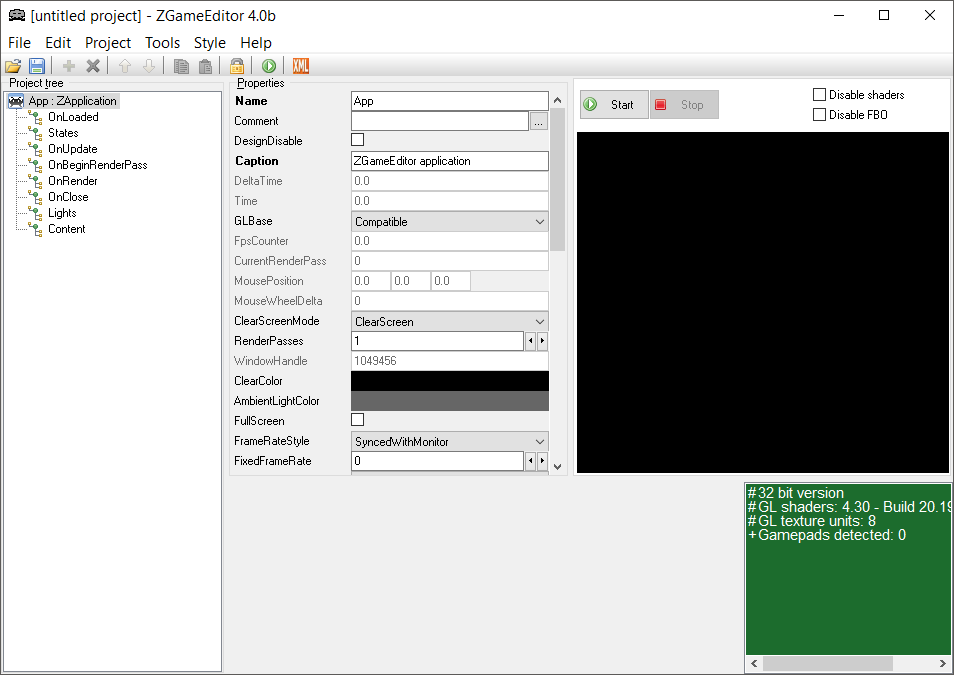 [untitled project] - ZGameEditor 4.0b
File Edit Project Tools Style Help
XML
Project tree
App : ZApplication
OnLoaded
States
OnUpdate
OnBeginRenderPass
OnRender
OnClose
Lights
Content
Properties
Name App
Comment ...
DesignDisable
Caption ZGameEditor application
DeltaTime 0.0
Time 0.0
GLBase Compatible
FpsCounter 0.0
CurrentRenderPass 0
MousePosition 0.0 0.0 0.0
MouseWheelDelta 0
ClearScreenMode ClearScreen
RenderPasses 1
WindowHandle 1049456
ClearColor
AmbientLightColor
FullScreen
FrameRateStyle SyncedWithMonitor
FixedFrameRate 0
Start Stop
Disable shaders
Disable FBO
#32 bit version
#GL shaders: 4.30 - Build 20.19
#GL texture units: 8
+Gamepads detected: 0